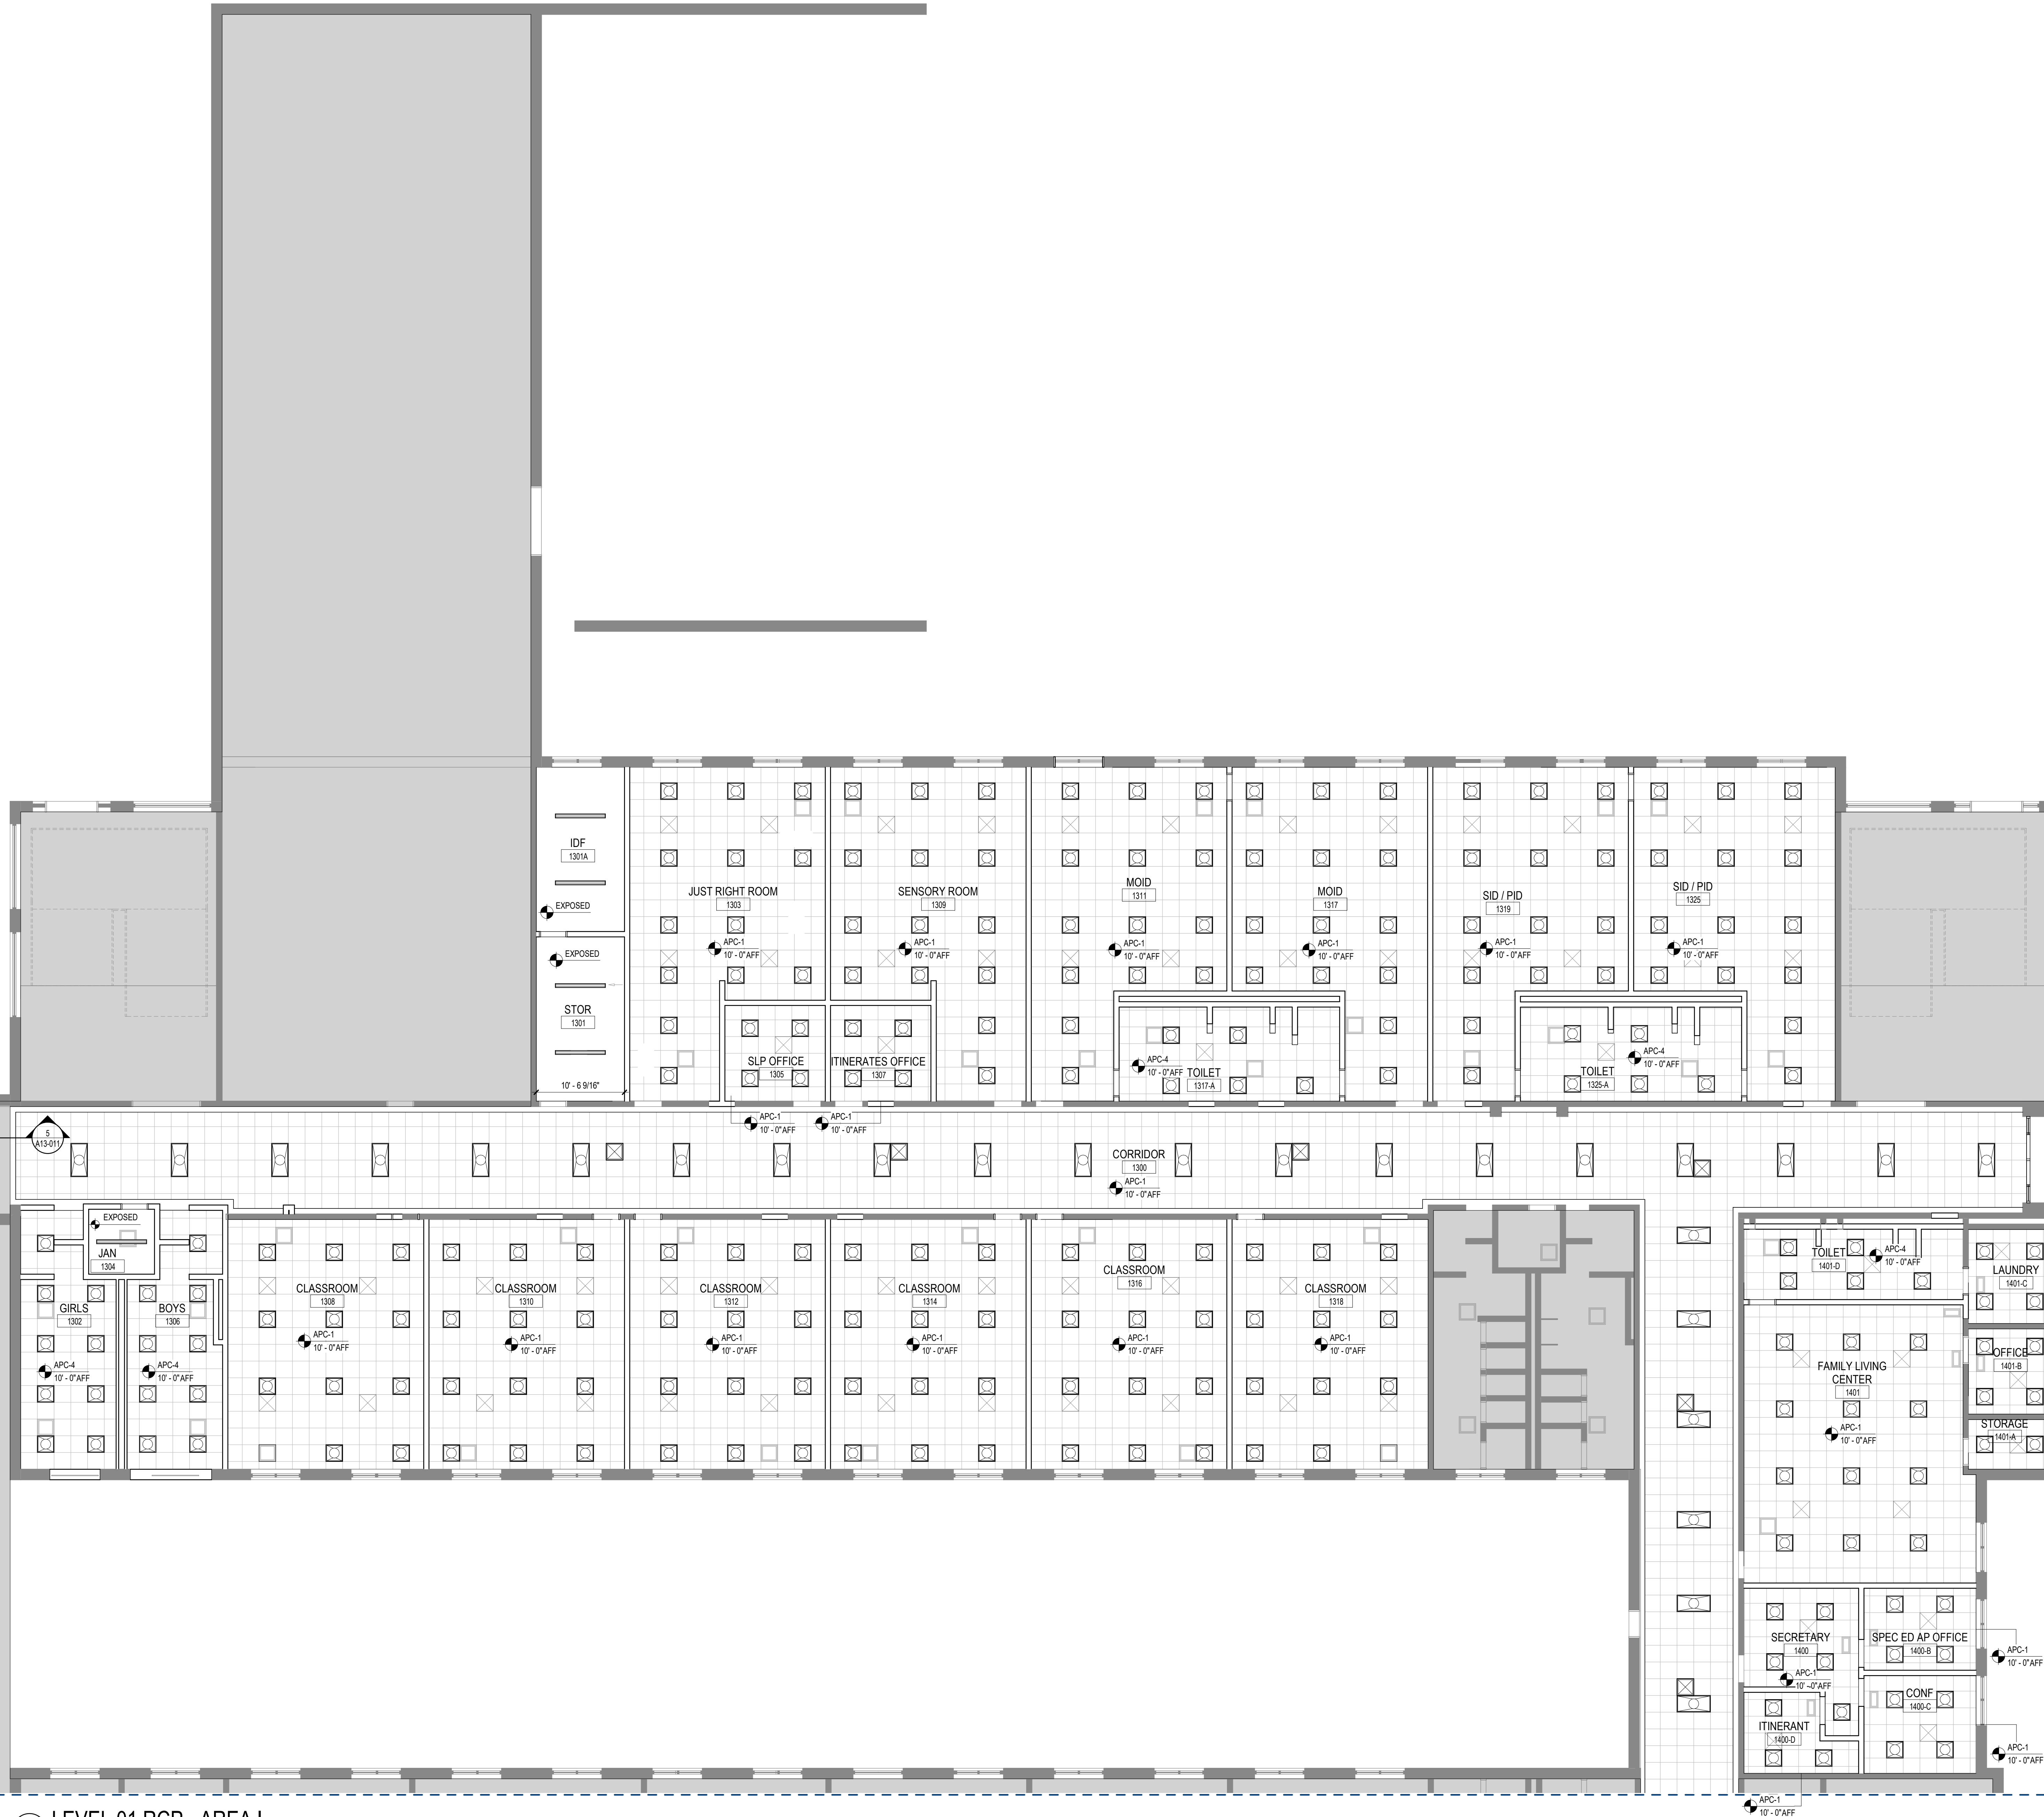 IDF
1301A
EXPOSED
EXPOSED
STOR
1301
10' - 6 9/16"
JUST RIGHT ROOM
1303
APC-1
10' - 0"AFF
SENSORY ROOM
1309
APC-1
10' - 0"AFF
MOID
1311
APC-1
10' - 0"AFF
MOID
1317
APC-1
10' - 0"AFF
SID / PID
1319
APC-1
10' - 0"AFF
SID / PID
1325
APC-1
10' - 0"AFF
SLP OFFICE
1305
ITINERATES OFFICE
1307
APC-4
10' - 0"AFF
TOILET
1317-A
APC-4
10' - 0"AFF
TOILET
1325-A
APC-1
10' - 0"AFF
APC-1
10' - 0"AFF
5
A13-011
CORRIDOR
1300
APC-1
10' - 0"AFF
EXPOSED
JAN
1304
GIRLS
1302
APC-4
10' - 0"AFF
BOYS
1306
APC-4
10' - 0"AFF
CLASSROOM
1308
APC-1
10' - 0"AFF
CLASSROOM
1310
APC-1
10' - 0"AFF
CLASSROOM
1312
APC-1
10' - 0"AFF
CLASSROOM
1314
APC-1
10' - 0"AFF
CLASSROOM
1316
APC-1
10' - 0"AFF
CLASSROOM
1318
APC-1
10' - 0"AFF
TOILET
1401-D
APC-4
10' - 0"AFF
LAUNDRY
1401-C
OFFICE
1401-B
FAMILY LIVING
CENTER
1401
APC-1
10' - 0"AFF
STORAGE
1401-A
SECRETARY
1400
APC-1
10' - 0"AFF
SPEC ED AP OFFICE
1400-B
APC-1
10' - 0"AFF
CONF
1400-C
ITINERANT
1400-D
APC-1
10' - 0"AFF
APC-1
10' - 0"AFF
LEVEL 01 RCP - AREA